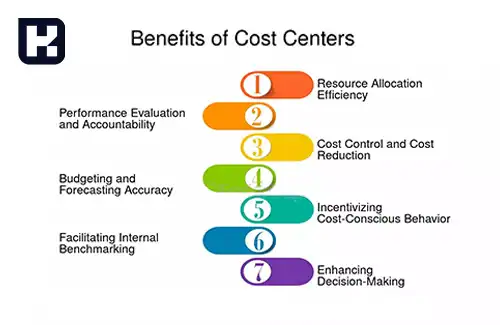 Benefits of Cost Centers
1
Resource Allocation
Efficiency
Performance Evaluation
and Accountability
2
3
Cost Control and Cost
Reduction
Budgeting and
Forecasting Accuracy
4
5
Incentivizing
Cost-Conscious Behavior
Facilitating Internal
Benchmarking
6
7
Enhancing
Decision-Making